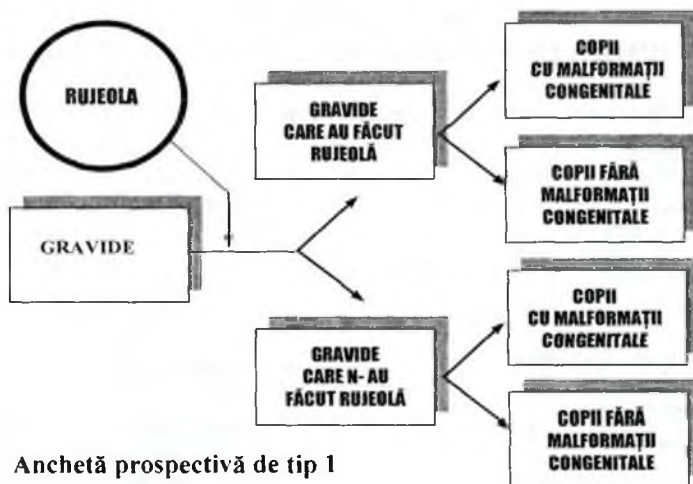 RUJEOLA
GRAVIDE
GRAVIDE
CARE AU FĂCUT
RUJEOLĂ
GRAVIDE
CARE N- AU
FĂCUT RUJEOLĂ
COPII
CU MALFORMAȚII
CONGENITALE
COPII FĂRĂ
MALFORMAȚII
CONGENITALE
COPII
CU MALFORMAȚII
CONGENITALE
COPII FĂRĂ
MALFORMAȚII
CONGENITALE
Anchetă prospectivă de tip 1